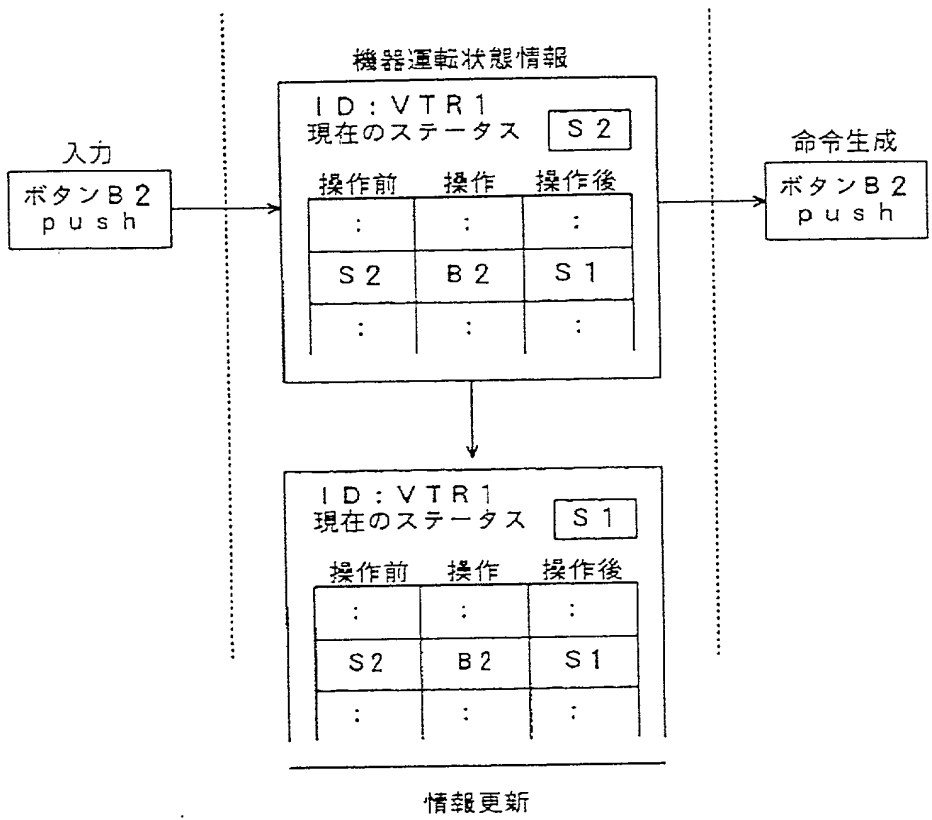 機器運転状態情報
入力
ボタンB2
push
ID:VTR1
現在のステータス S2
操作前 操作 操作後
: : :
S2 B2 S1
: : :
命令生成
ボタンB2
push
ID:VTR1
現在のステータス S1
操作前 操作 操作後
: : :
S2 B2 S1
: : :
情報更新